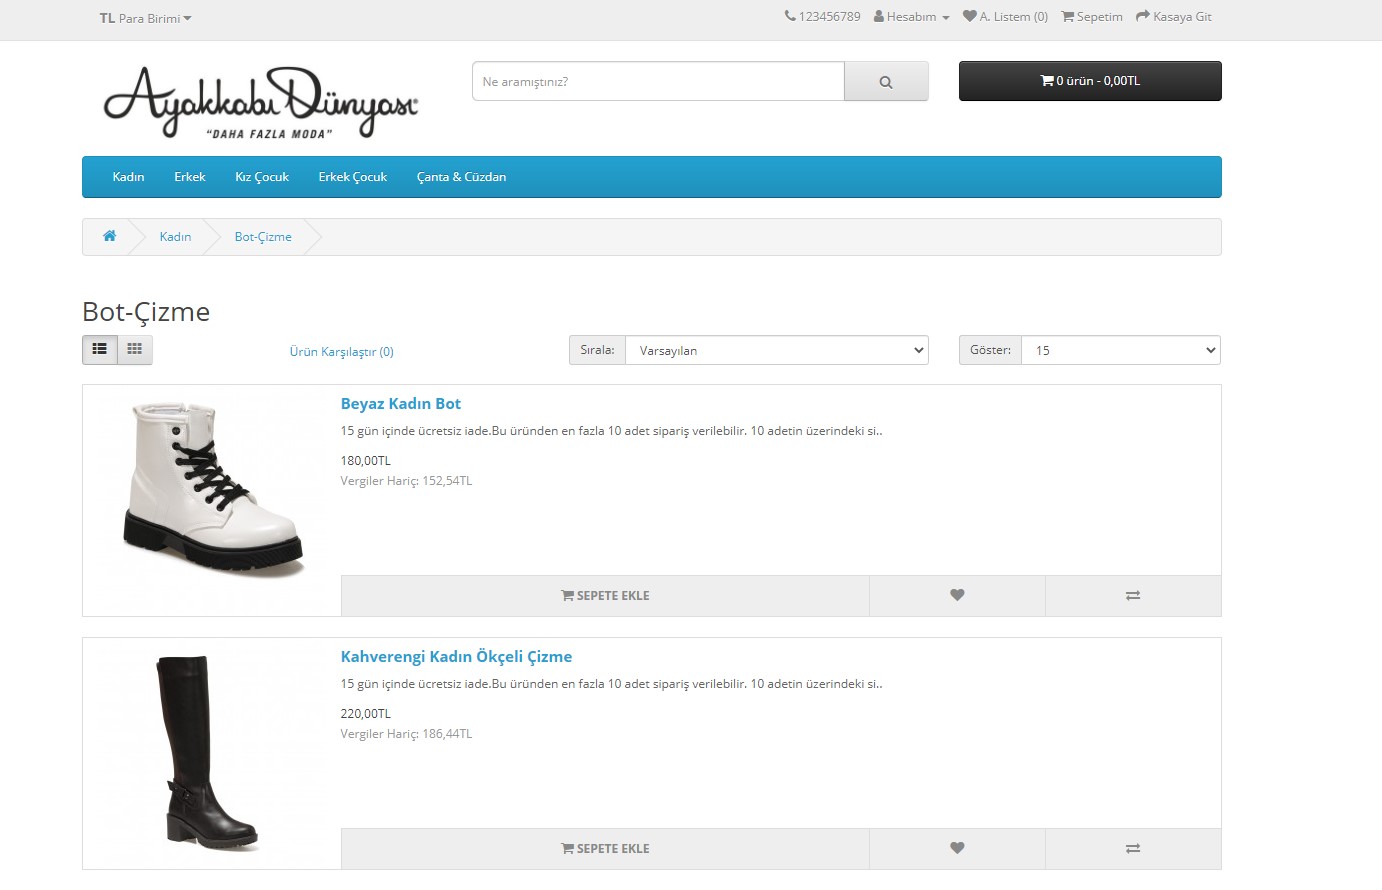 TL Para Birimi
123456789 Hesabım A. Listem (0) Sepetim Kasaya Git
Ayakkabı Dünyası
"DAHA FAZLA MODA"
Ne aramıştınız?
0 ürün - 0,00TL
Kadın Erkek Kız Çocuk Erkek Çocuk Çanta & Cüzdan
Kadın Bot-Çizme
Bot-Çizme
Ürün Karşılaştır (0) Sırala: Varsayılan Göster: 15
Beyaz Kadın Bot
15 gün içinde ücretsiz iade.Bu üründen en fazla 10 adet sipariş verilebilir. 10 adetin üzerindeki si..
180,00TL
Vergiler Hariç: 152,54TL
SEPETE EKLE
Kahverengi Kadın Ökçeli Çizme
15 gün içinde ücretsiz iade.Bu üründen en fazla 10 adet sipariş verilebilir. 10 adetin üzerindeki si..
220,00TL
Vergiler Hariç: 186,44TL
SEPETE EKLE